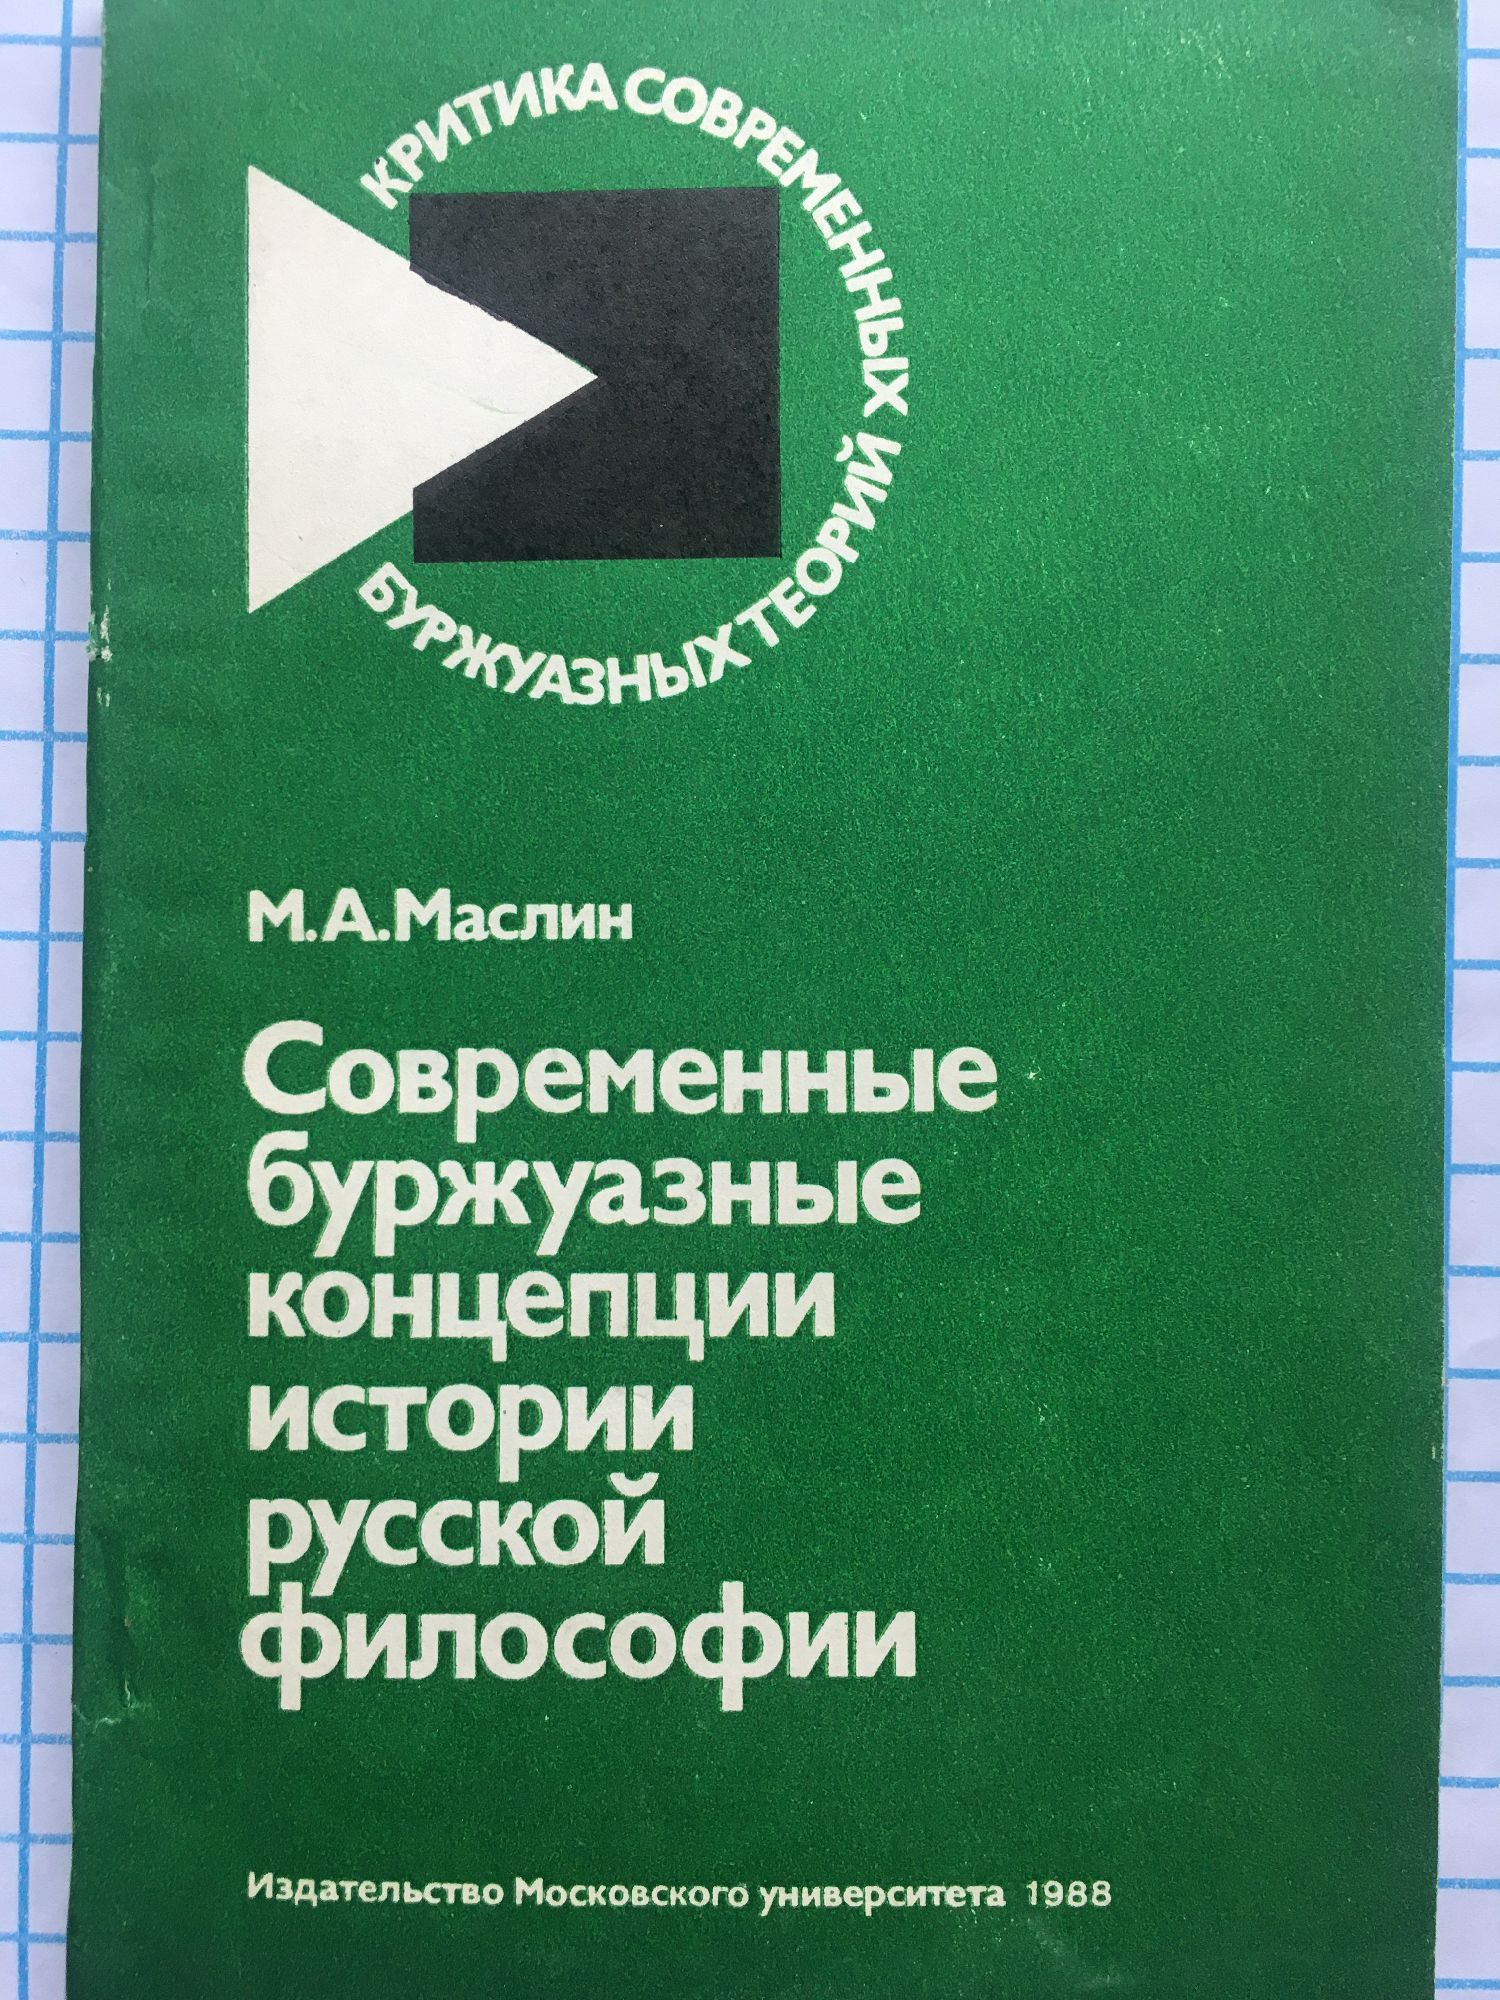 КРИТИКА СОВРЕМЕННЫХ
БУРЖУАЗНЫХ ТЕОРИЙ
М.А.Маслин
Современные
буржуазные
концепции
истории
русской
философии
Издательство Московского университета 1988